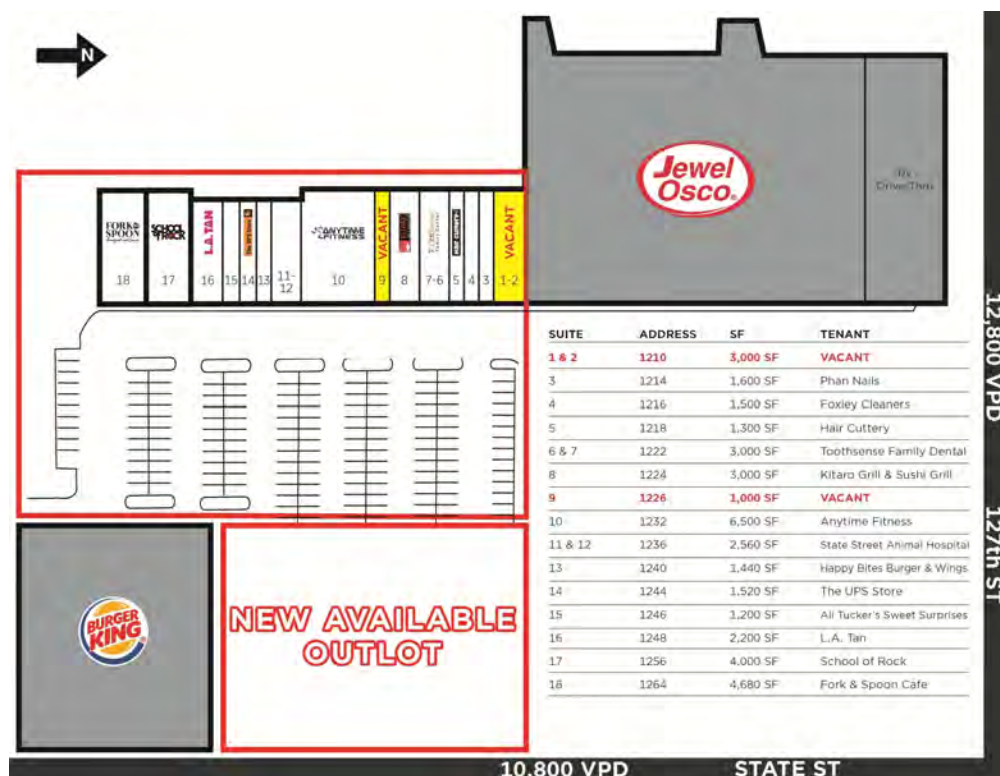 N
Jewel
Osco®
Rx
Drive-Thru
FORK &
SPOON
18
SCHOOL
OF ROCK
17
L.A. TAN
16
15
14
13
11-
12
ANYTIME
FITNESS
10
VACANT
9
8
7-6
HAIR CUTTERY
5
4
3
VACANT
1-2
SUITE ADDRESS SF TENANT
1 & 2 1210 3,000 SF VACANT
3 1214 1,600 SF Phan Nails
4 1216 1,500 SF Foxley Cleaners
5 1218 1,300 SF Hair Cuttery
6 & 7 1222 3,000 SF Toothsense Family Dental
8 1224 3,000 SF Kitaro Grill & Sushi Grill
9 1226 1,000 SF VACANT
10 1232 6,500 SF Anytime Fitness
11 & 12 1236 2,560 SF State Street Animal Hospital
13 1240 1,440 SF Happy Bites Burger & Wings
14 1244 1,520 SF The UPS Store
15 1246 1,200 SF All Tucker's Sweet Surprises
16 1248 2,200 SF L.A. Tan
17 1256 4,000 SF School of Rock
18 1264 4,680 SF Fork & Spoon Cafe
12,800 VPD
127th ST
BURGER
KING®
NEW AVAILABLE
OUTLOT
10,800 VPD STATE ST